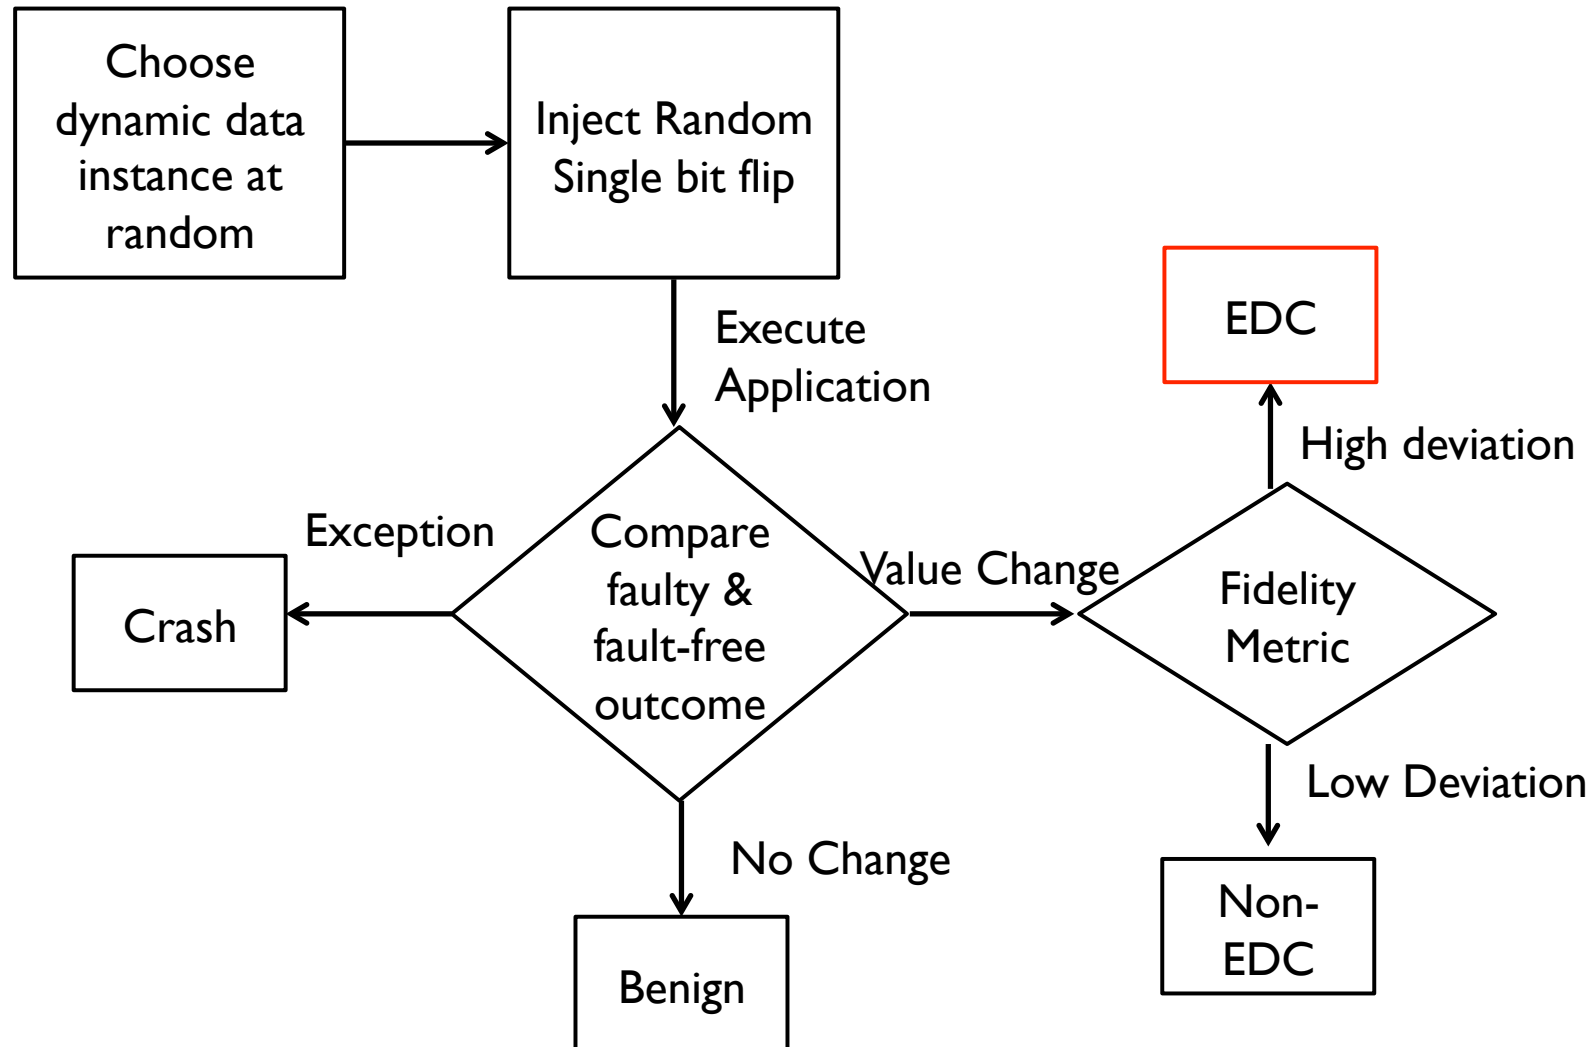 Choose
dynamic data
instance at
random
Inject Random
Single bit flip
Execute
Application
EDC
High deviation
Exception
Compare
faulty &
fault-free
outcome
Value Change
Fidelity
Metric
Crash
Low Deviation
No Change
Non-
EDC
Benign